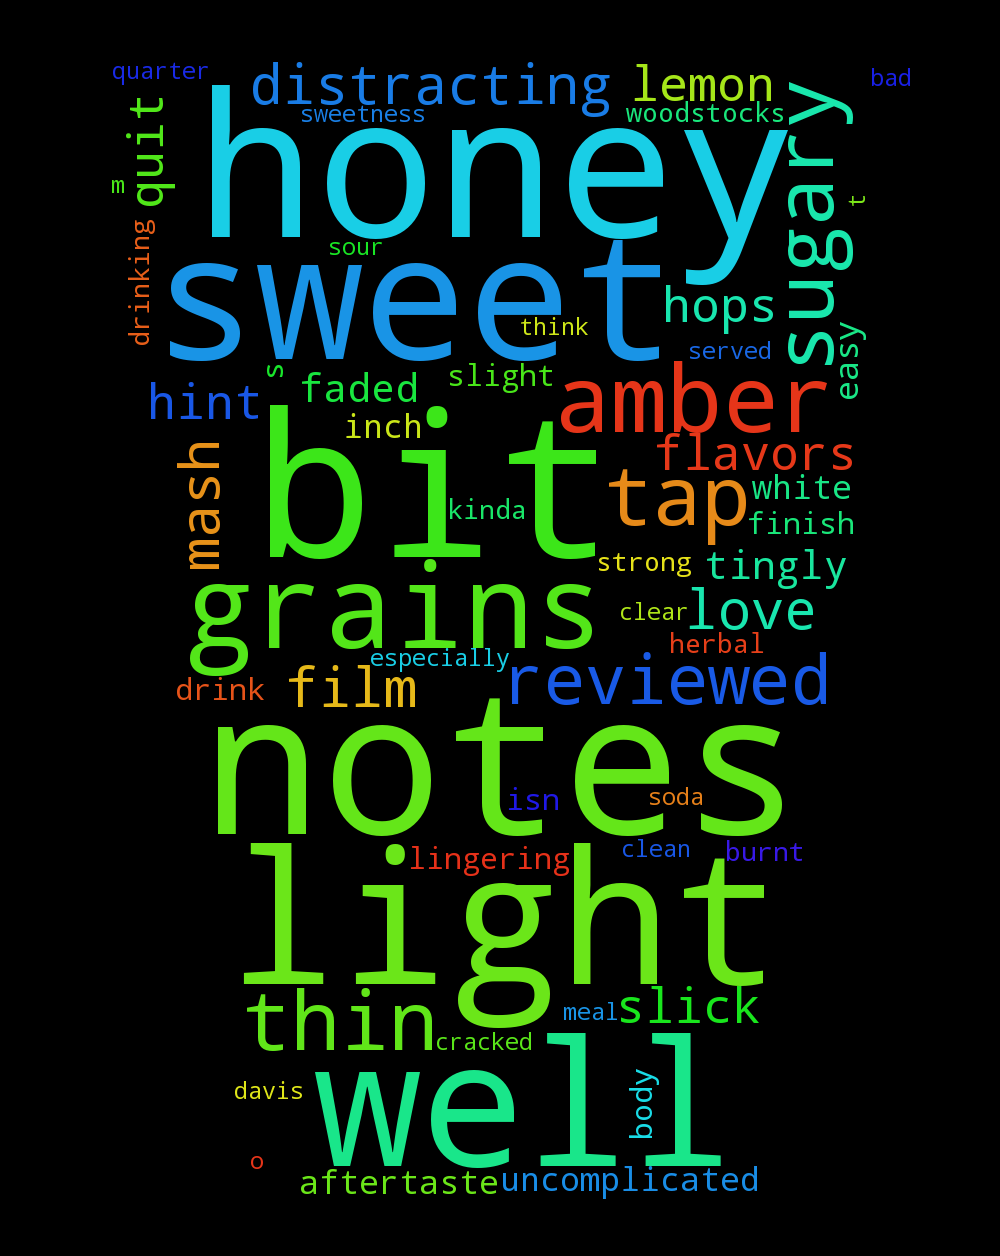 quarter
distracting
lemon
bad
sweetness
woodstocks
honey
sugary
quit
m
t
drinking
sour
sweet
hops
think
served
easy
s
slight
hint
faded
amber
inch
flavors
bit
mash
tap
white
kinda
finish
strong
tingly
grains
clear
love
herbal
especially
drink
film
reviewed
notes
isn
soda
lingering
clean
burnt
light
thin
meal
slick
cracked
well
davis
body
o
aftertaste
uncomplicated